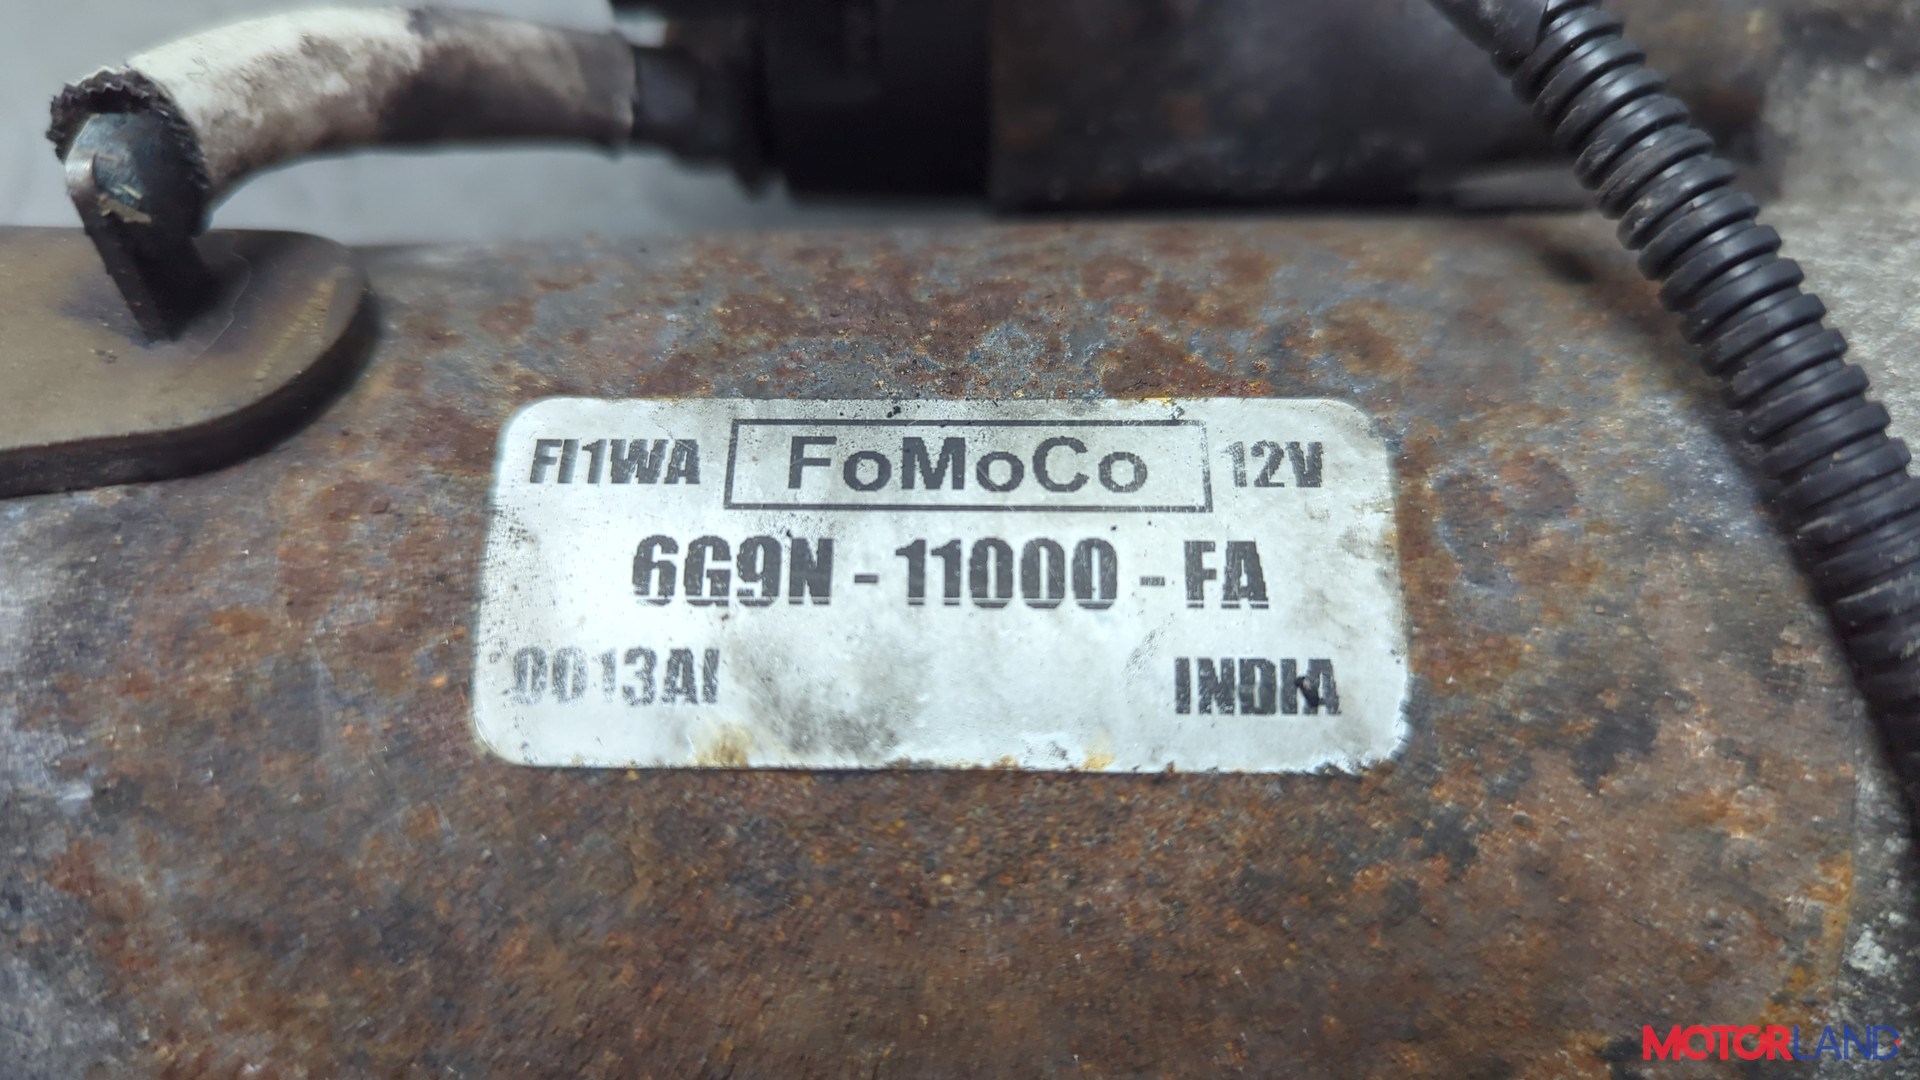 FI1WA FoMoCo 12V
6G9N - 11000 - FA
0013AI INDIA
MOTORLAND